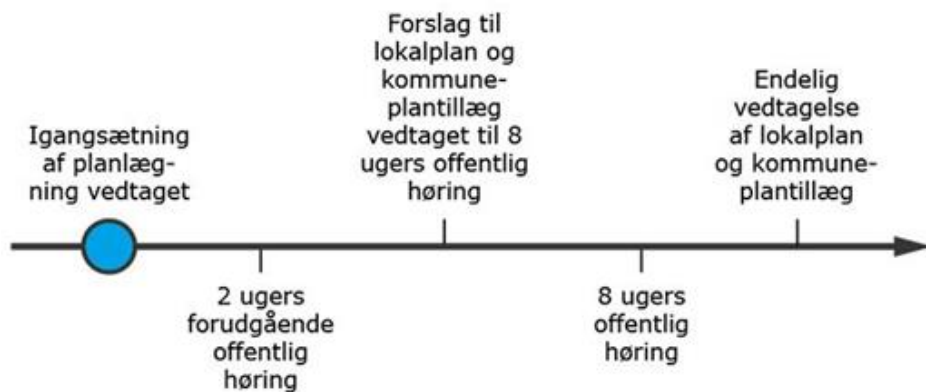 Igangsætning
af planlæg-
ning vedtaget
2 ugers
forudgående
offentlig
høring
Forslag til
lokalplan og
kommune-
plantillæg
vedtaget til 8
ugers offentlig
høring
8 ugers
offentlig
høring
Endelig
vedtagelse
af lokalplan
og kommune-
plantillæg